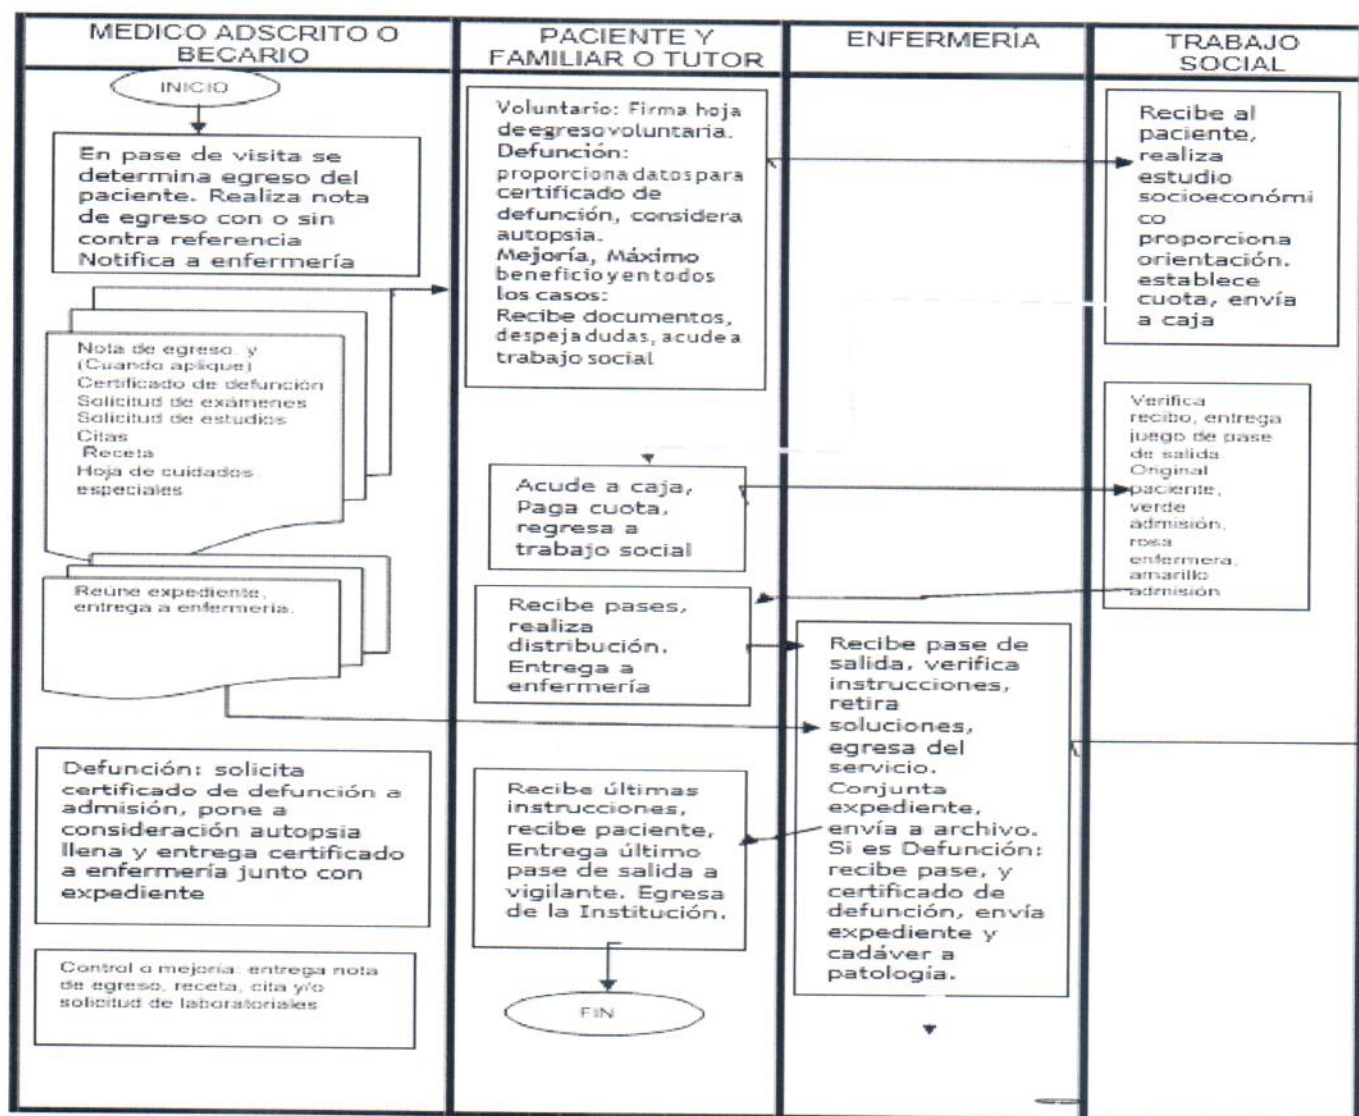 MEDICO ADSCRITO O
BECARIO
INICIO
En pase de visita se
determina egreso del
paciente. Realiza nota
de egreso con o sin
contra referencia
Notifica a enfermería
Nota de egreso, y
(Cuando aplique)
Certificado de defunción
Solicitud de exámenes
Solicitud de estudios
Citas
Receta
Hoja de cuidados
especiales
Reúne expediente,
entrega a enfermería.
Defunción: solicita
certificado de defunción a
admisión, pone a
consideración autopsia
llena y entrega certificado
a enfermería junto con
expediente
Control o mejoría: entrega nota
de egreso, receta, cita y/o
solicitud de laboratoriales
PACIENTE Y
FAMILIAR O TUTOR
Voluntario: Firma hoja
de egreso voluntaria.
Defunción:
proporciona datos para
certificado de
defunción, considera
autopsia.
Mejoría, Máximo
beneficio y en todos
los casos:
Recibe documentos,
despeja dudas, acude a
trabajo social
Acude a caja,
Paga cuota,
regresa a
trabajo social
Recibe pases,
realiza
distribución.
Entrega a
enfermería
Recibe últimas
instrucciones,
recibe paciente,
Entrega último
pase de salida a
vigilante. Egresa
de la Institución.
FIN
ENFERMERÍA
Recibe pase de
salida, verifica
instrucciones,
retira
soluciones,
egresa del
servicio.
Conjunta
expediente,
envía a archivo.
Si es Defunción:
recibe pase, y
certificado de
defunción, envía
expediente y
cadáver a
patología.
TRABAJO
SOCIAL
Recibe al
paciente,
realiza
estudio
socioeconómi
co
proporciona
orientación.
establece
cuota, envía
a caja
Verifica
recibo, entrega
juego de pase
de salida.
Original
paciente,
verde
admisión,
rosa
enfermera,
amarillo
admisión